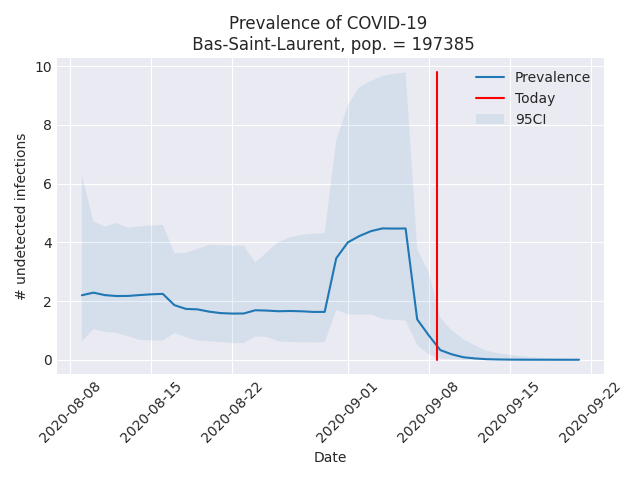 Prevalence of COVID-19
Bas-Saint-Laurent, pop. = 197385
10
8
6
4
2
0
# undetected infections
Prevalence
Today
95CI
2020-08-08
2020-08-15
2020-08-22
2020-09-01
2020-09-08
2020-09-15
2020-09-22
Date